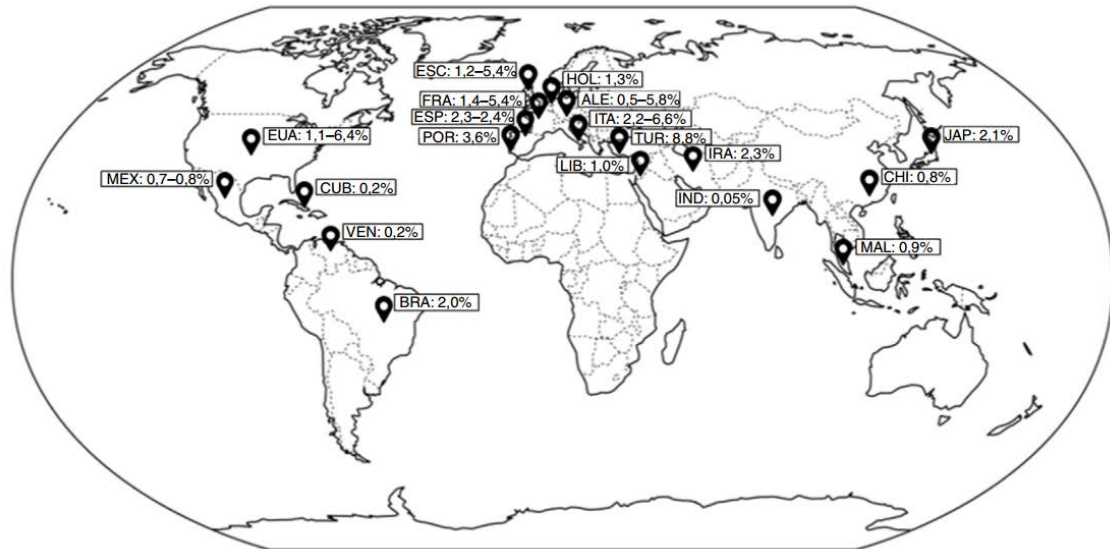 ESC: 1,2–5,4%
HOL: 1,3%
FRA: 1,4–5,4%
ALE: 0,5–5,8%
ESP: 2,3–2,4%
ITA: 2,2–6,6%
EUA: 1,1–6,4%
POR: 3,6%
TUR: 8,8%
JAP: 2,1%
LIB: 1,0%
IRA: 2,3%
MEX: 0,7–0,8%
CUB: 0,2%
IND: 0,05%
CHI: 0,8%
VEN: 0,2%
MAL: 0,9%
BRA: 2,0%